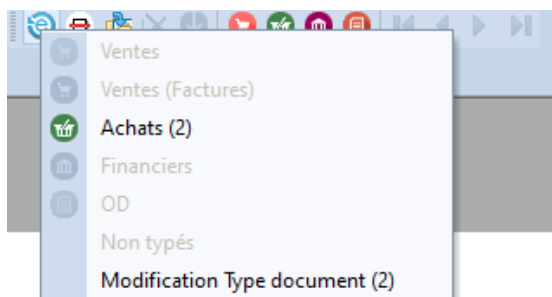 Ventes
Ventes (Factures)
Achats (2)
Financiers
OD
Non typés
Modification Type document (2)